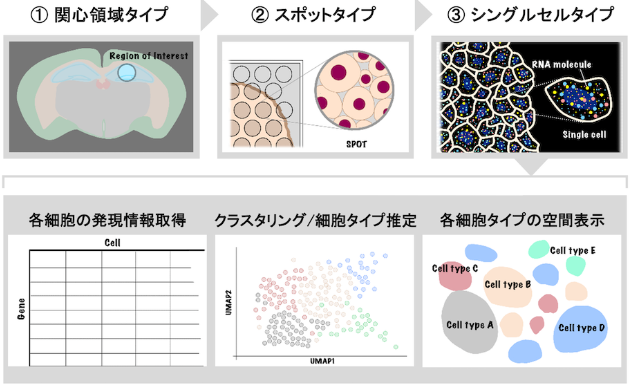 ① 関心領域タイプ
② スポットタイプ
③ シングルセルタイプ
Region of Interest
SPOT
RNA molecule
Single cell
各細胞の発現情報取得
クラスタリング/細胞タイプ推定
各細胞タイプの空間表示
Cell
Gene
UMAP2
UMAP1
Cell type E
Cell type C
Cell type B
Cell type A
Cell type D